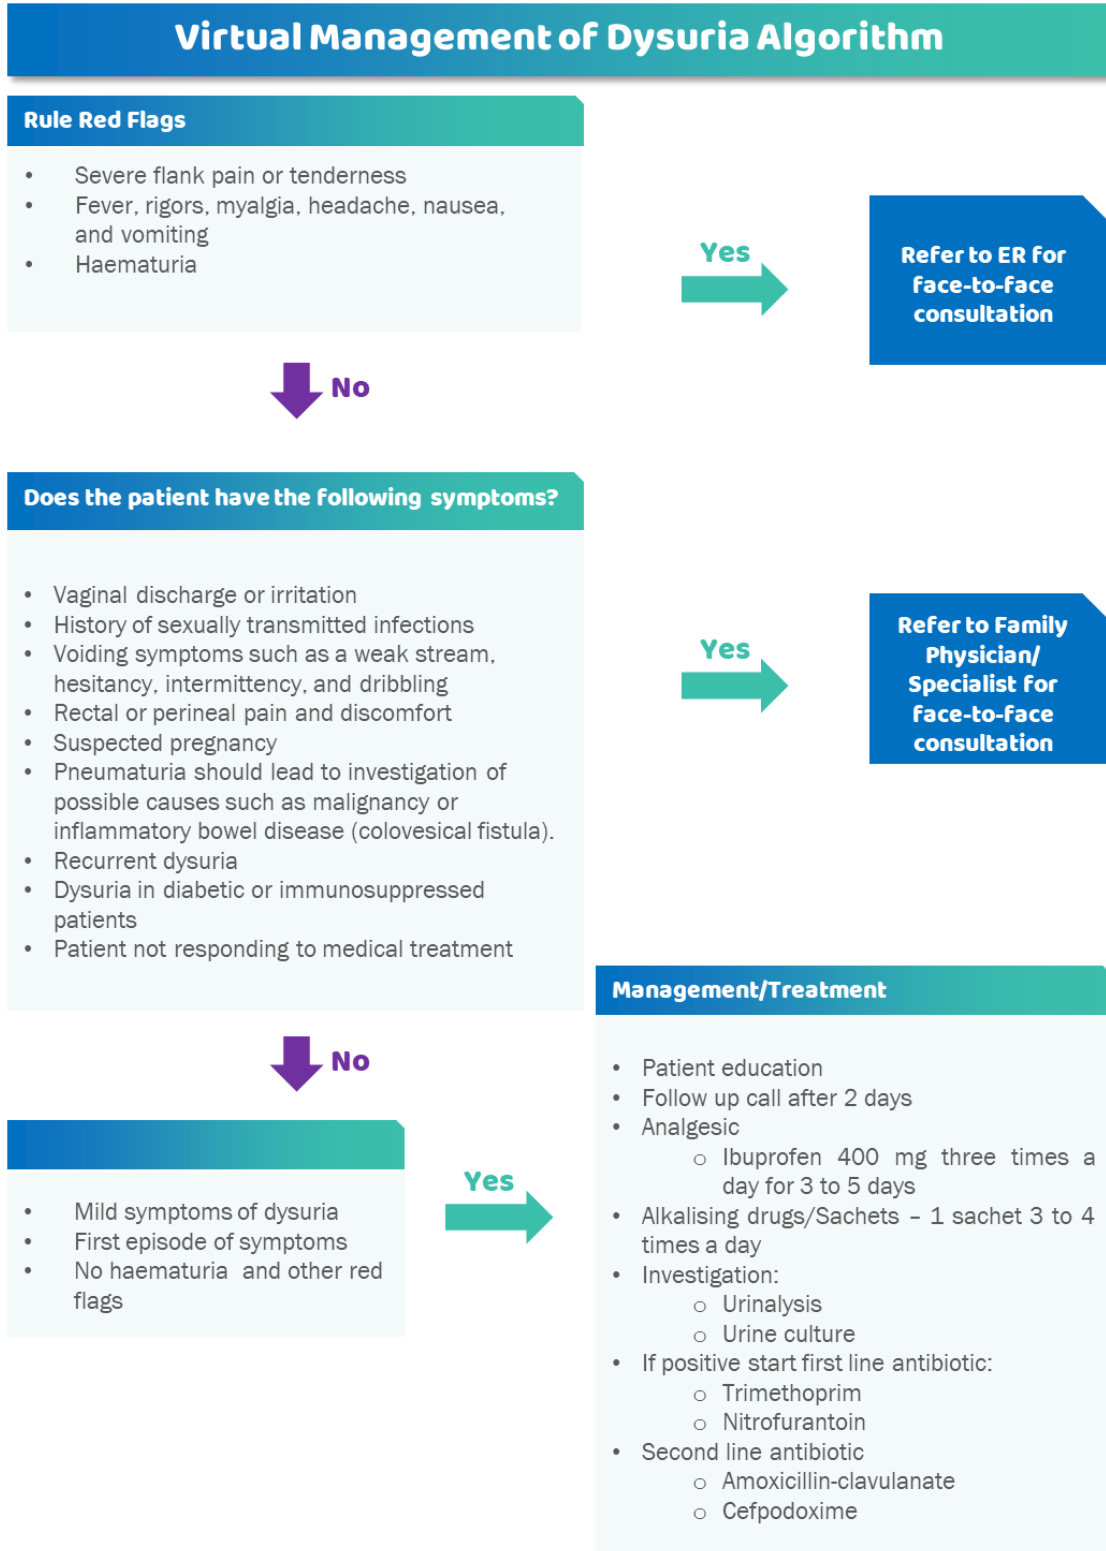 Virtual Management of Dysuria Algorithm
Rule Red Flags
• Severe flank pain or tenderness
• Fever, rigors, myalgia, headache, nausea,
and vomiting
• Haematuria
Yes
Refer to ER for
face-to-face
consultation
No
Does the patient have the following symptoms?
• Vaginal discharge or irritation
• History of sexually transmitted infections
• Voiding symptoms such as a weak stream,
hesitancy, intermittency, and dribbling
• Rectal or perineal pain and discomfort
• Suspected pregnancy
• Pneumaturia should lead to investigation of
possible causes such as malignancy or
inflammatory bowel disease (colovesical fistula).
• Recurrent dysuria
• Dysuria in diabetic or immunosuppressed
patients
• Patient not responding to medical treatment
Yes
Refer to Family
Physician/
Specialist for
face-to-face
consultation
No
• Mild symptoms of dysuria
• First episode of symptoms
• No haematuria and other red
flags
Yes
Management/Treatment
• Patient education
• Follow up call after 2 days
• Analgesic
o Ibuprofen 400 mg three times a
day for 3 to 5 days
• Alkalising drugs/Sachets – 1 sachet 3 to 4
times a day
• Investigation:
o Urinalysis
o Urine culture
• If positive start first line antibiotic:
o Trimethoprim
o Nitrofurantoin
• Second line antibiotic
o Amoxicillin-clavulanate
o Cefpodoxime